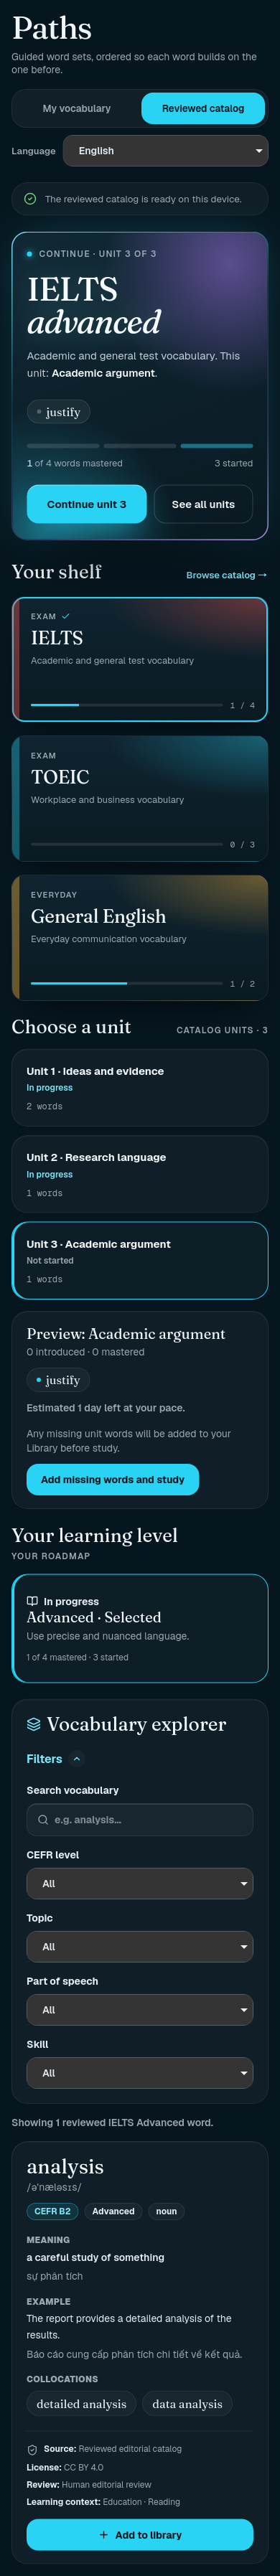 Paths
Guided word sets, ordered so each word builds on the
one before.
My vocabulary
Reviewed catalog
Language
English
The reviewed catalog is ready on this device.
CONTINUE · UNIT 3 OF 3
IELTS
advanced
Academic and general test vocabulary. This
unit: Academic argument.
justify
1 of 4 words mastered
3 started
Continue unit 3
See all units
Your shelf
Browse catalog →
EXAM
IELTS
Academic and general test vocabulary
1 / 4
EXAM
TOEIC
Workplace and business vocabulary
0 / 3
EVERYDAY
General English
Everyday communication vocabulary
1 / 2
Choose a unit
CATALOG UNITS · 3
Unit 1 · Ideas and evidence
In progress
2 words
Unit 2 · Research language
In progress
1 words
Unit 3 · Academic argument
Not started
1 words
Preview: Academic argument
0 introduced · 0 mastered
justify
Estimated 1 day left at your pace.
Any missing unit words will be added to your
Library before study.
Add missing words and study
Your learning level
YOUR ROADMAP
In progress
Advanced · Selected
Use precise and nuanced language.
1 of 4 mastered · 3 started
Vocabulary explorer
Filters
Search vocabulary
e.g. analysis...
CEFR level
All
Topic
All
Part of speech
All
Skill
All
Showing 1 reviewed IELTS Advanced word.
analysis
/əˈnæləsɪs/
CEFR B2
Advanced
noun
MEANING
a careful study of something
sự phân tích
EXAMPLE
The report provides a detailed analysis of the
results.
Báo cáo cung cấp phân tích chi tiết về kết quả.
COLLOCATIONS
detailed analysis
data analysis
Source: Reviewed editorial catalog
License: CC BY 4.0
Review: Human editorial review
Learning context: Education · Reading
+ Add to library